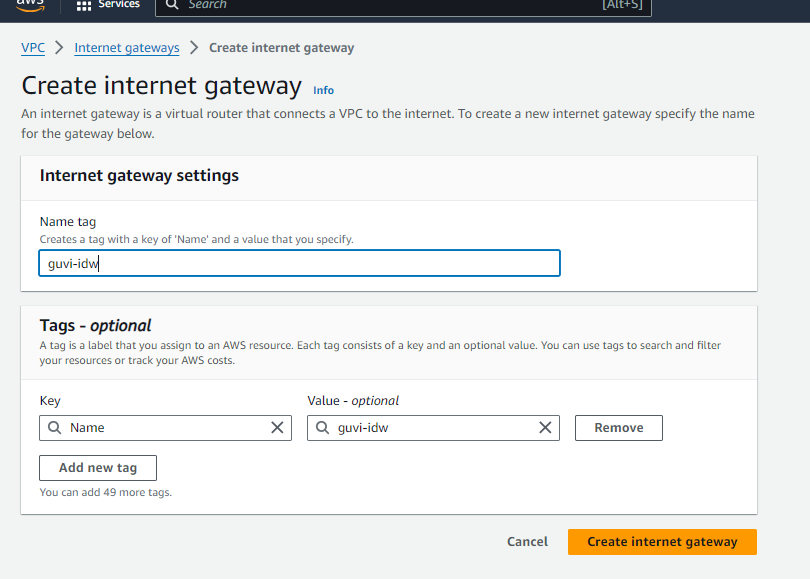 aws
Services
Search
[Alt+S]
VPC > Internet gateways > Create internet gateway
Create internet gateway Info
An internet gateway is a virtual router that connects a VPC to the internet. To create a new internet gateway specify the name
for the gateway below.
Internet gateway settings
Name tag
Creates a tag with a key of 'Name' and a value that you specify.
guvi-idw
Tags - optional
A tag is a label that you assign to an AWS resource. Each tag consists of a key and an optional value. You can use tags to search and filter
your resources or track your AWS costs.
Key
Value - optional
Name
guvi-idw
Remove
Add new tag
You can add 49 more tags.
Cancel
Create internet gateway